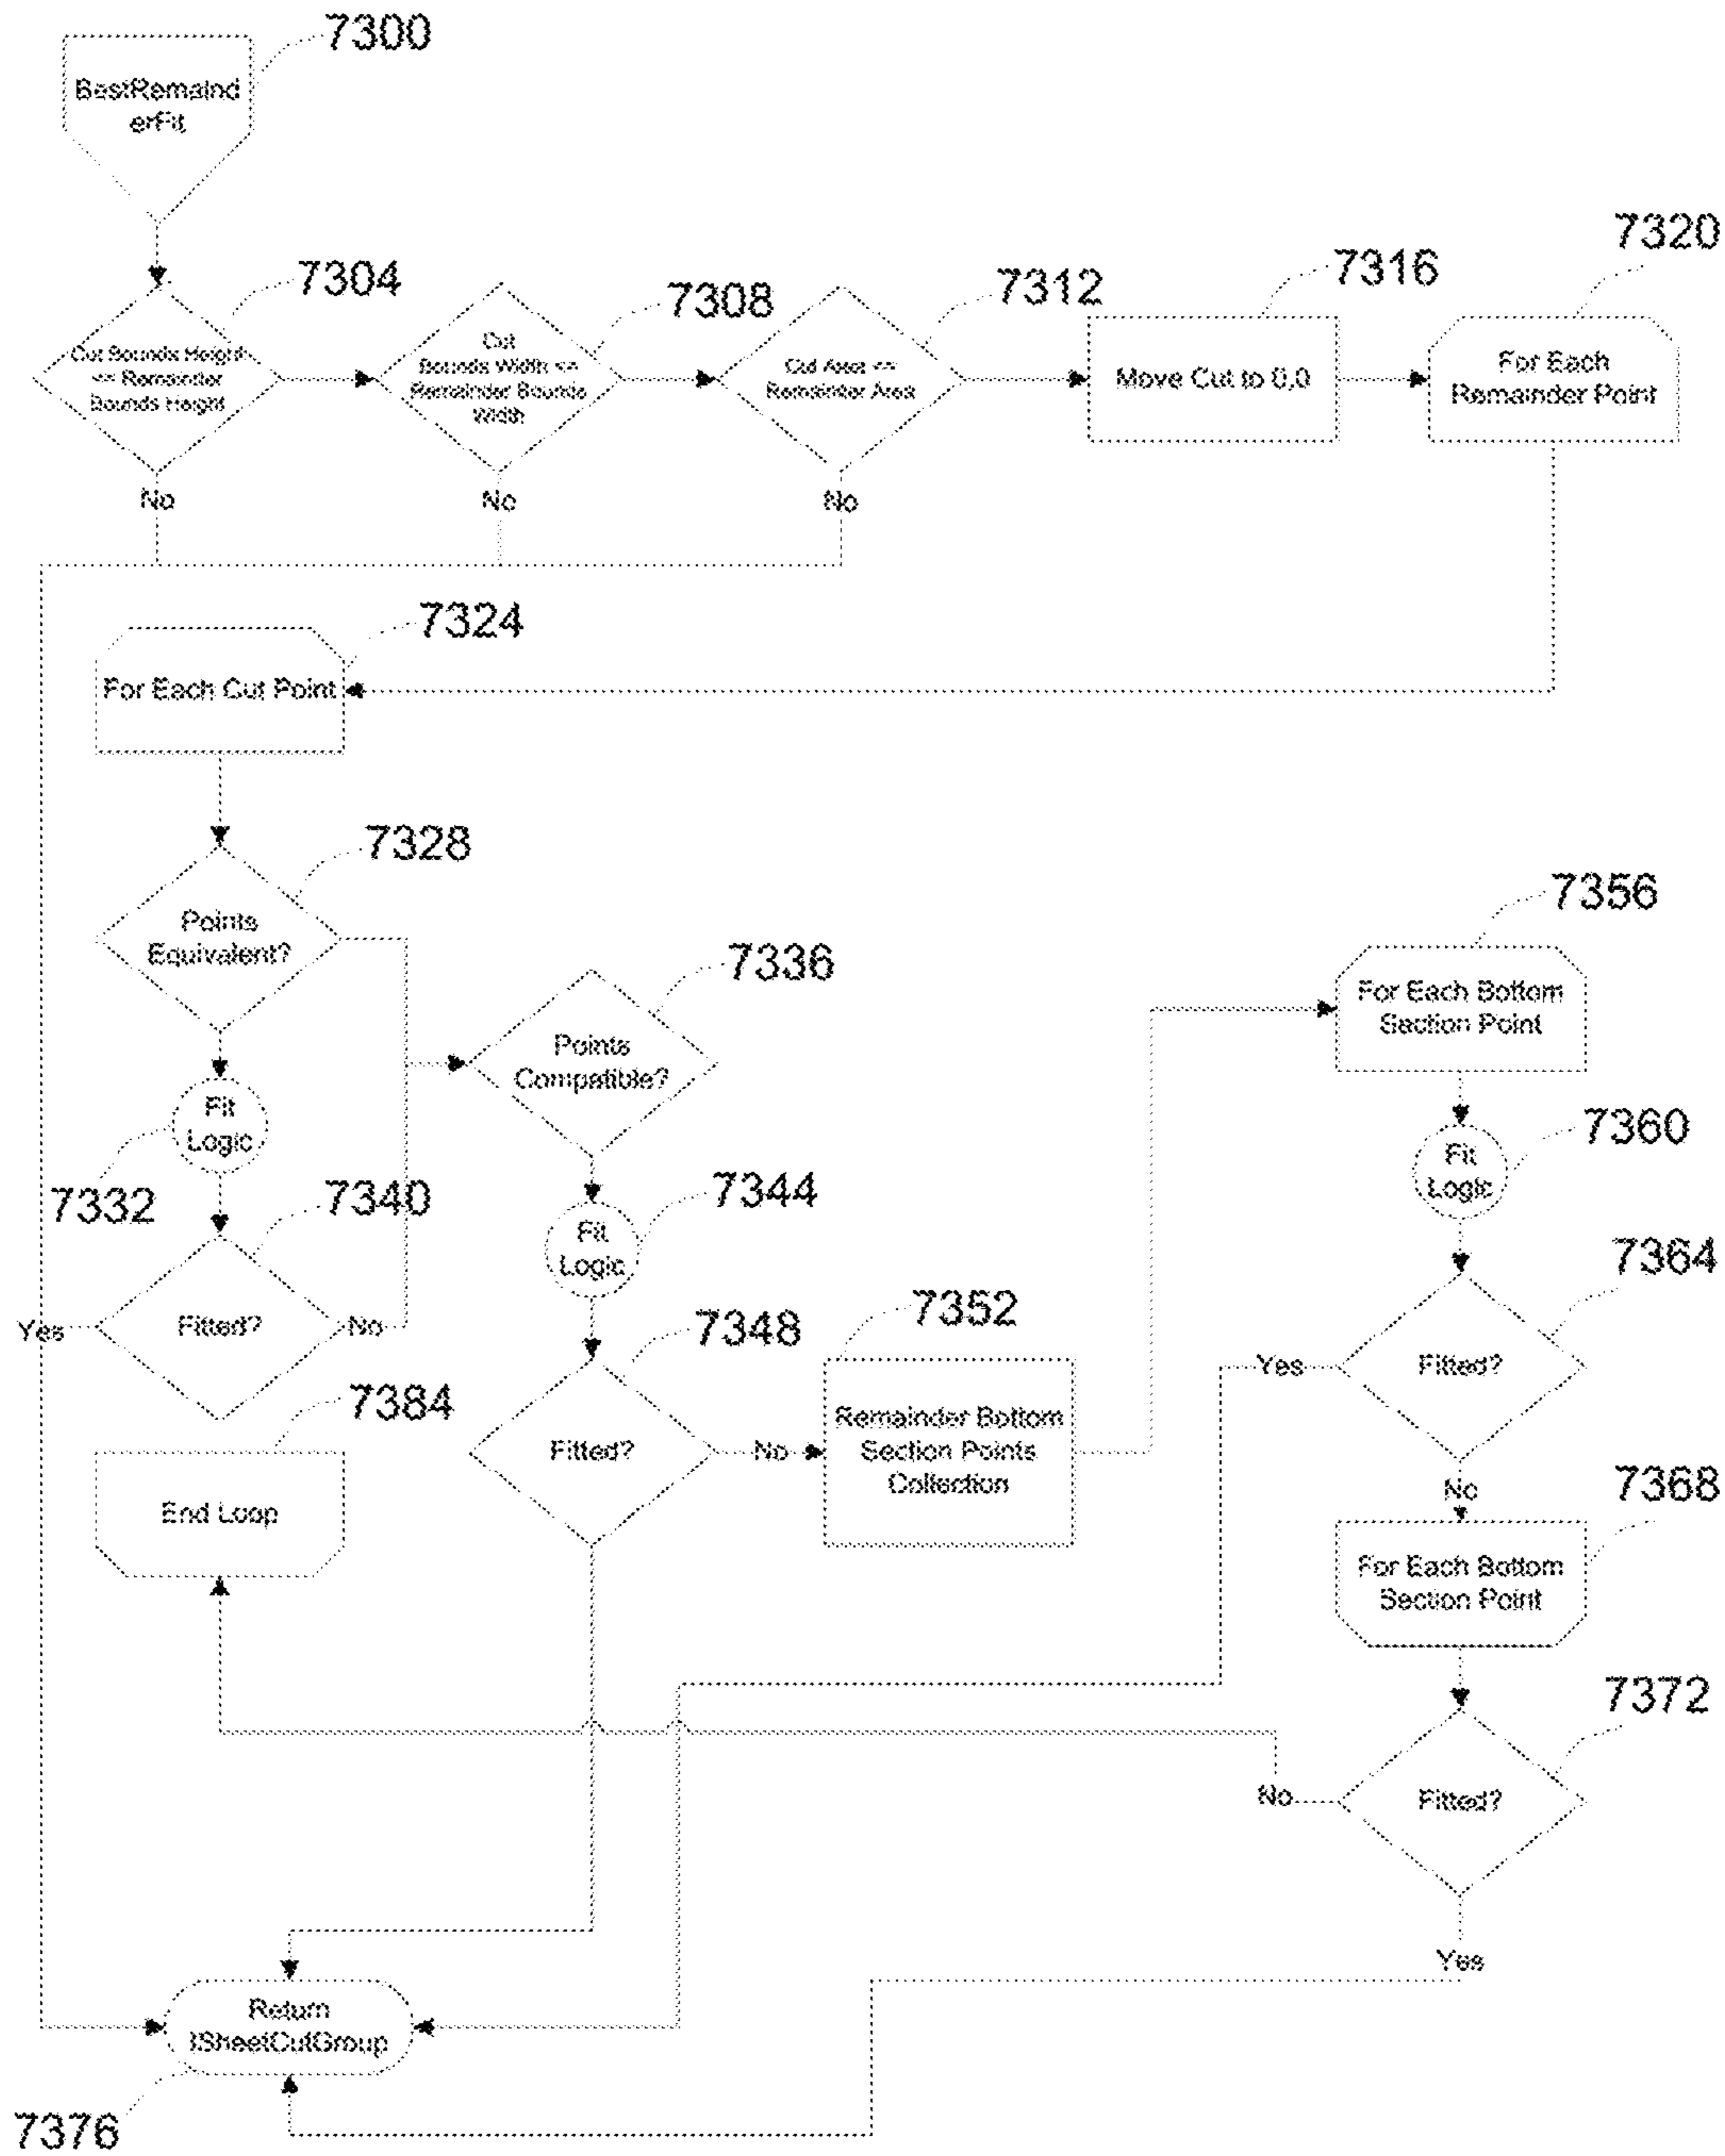 7300
BestRemaind
erFit
7304
Cut Bounds Height
<= Remainder
Bounds Height
No
7308
Cut
Bounds Width <=
Remainder Bounds
Width
No
7312
Cut Area <=
Remainter Area
No
7316
Move Cut to 0,0
7320
For Each
Remainder Point
7324
For Each Cut Point
7328
Points
Equivalent?
7332
Fit
Logic
7336
Points
Compatible?
7340
Fitted?
Yes
No
7344
Fit
Logic
7348
Fitted?
No
7352
Remainder Bottom
Section Points
Collection
7356
For Each Bottom
Section Point
7360
Fit
Logic
7364
Fitted?
Yes
No
7368
For Each Bottom
Section Point
7372
Fitted?
No
Yes
7384
End Loop
Return
ISheetCutGroup
7376